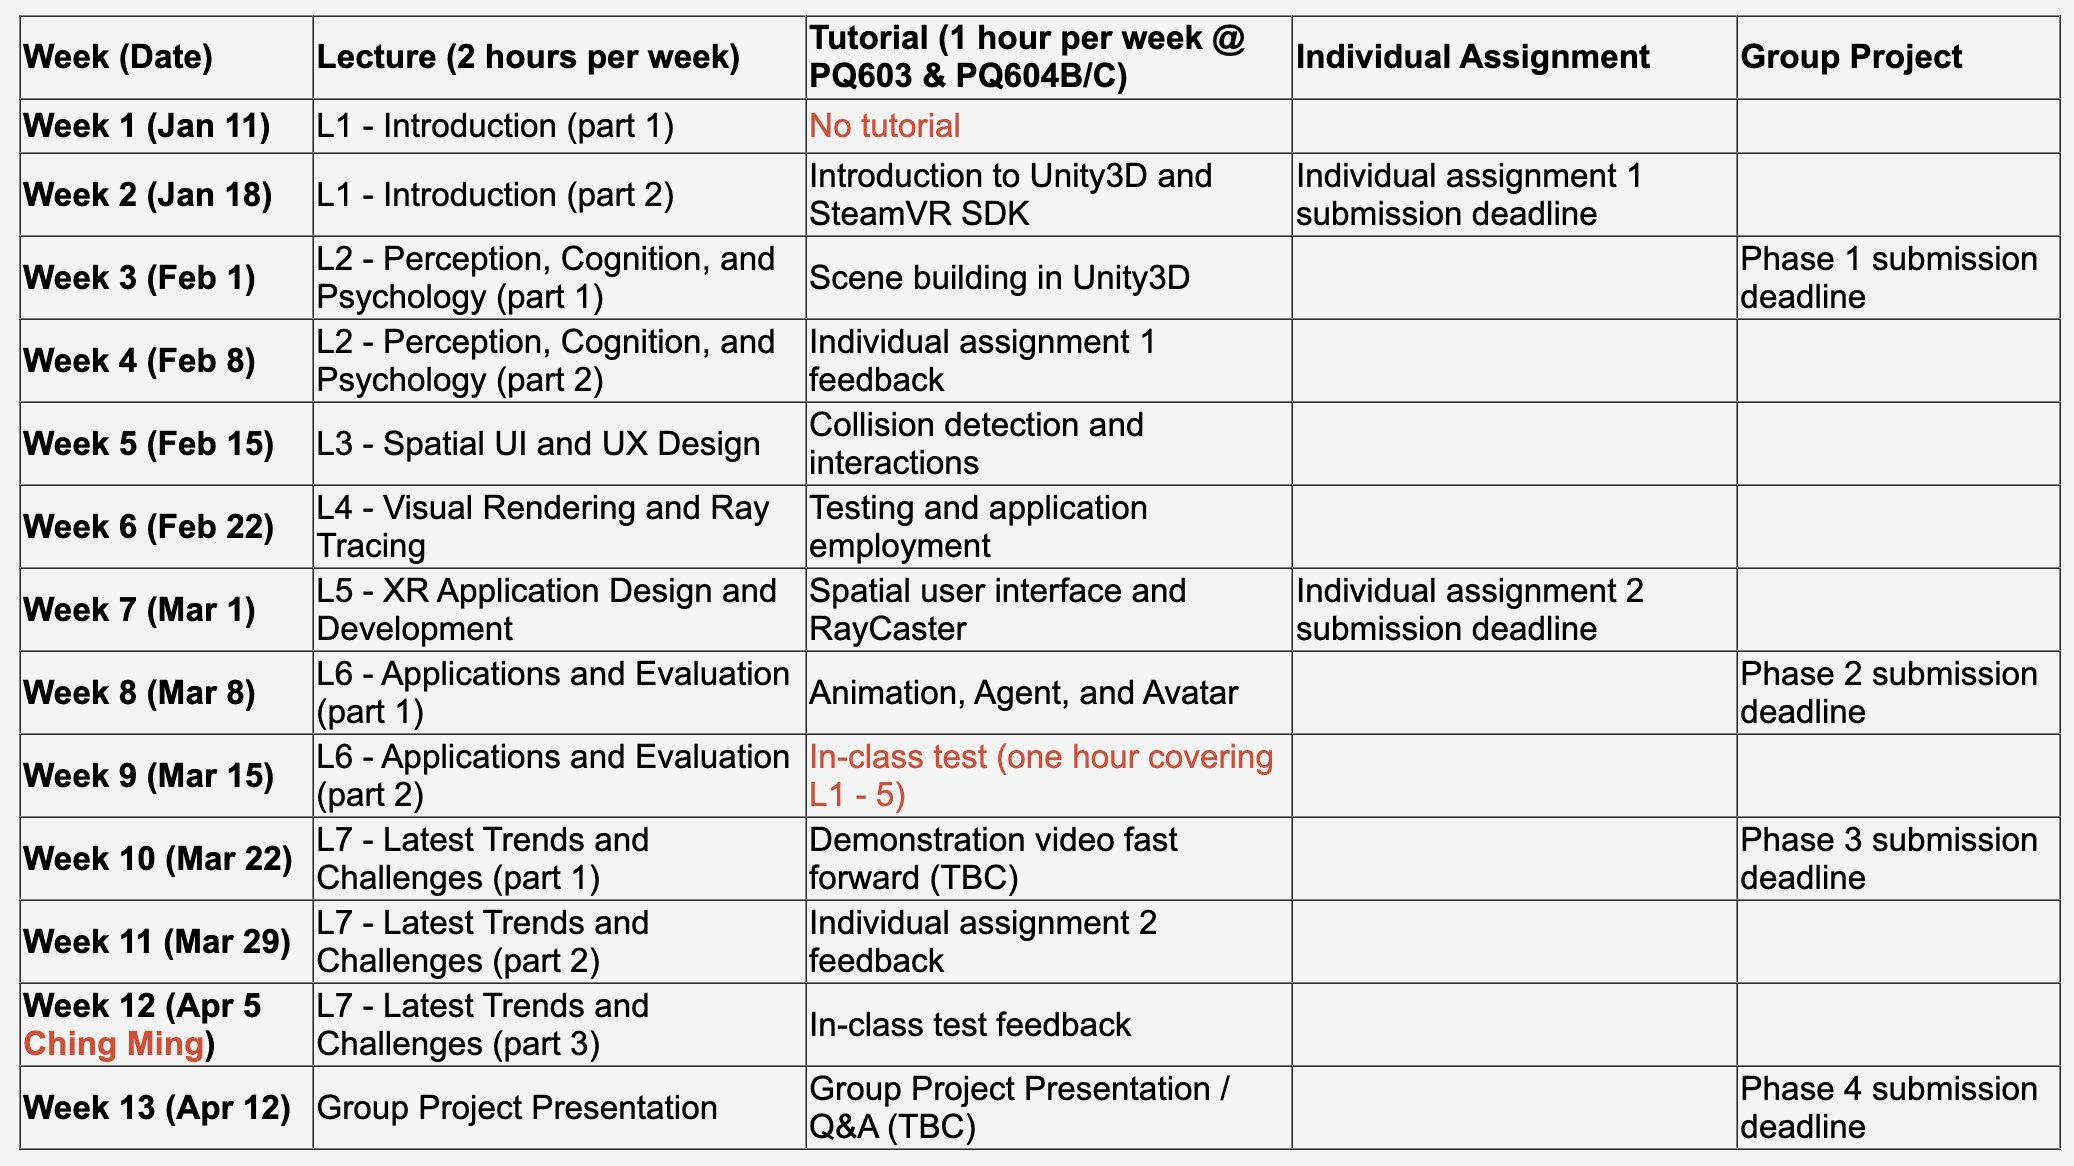 Week (Date)
Lecture (2 hours per week)
Tutorial (1 hour per week @
PQ603 & PQ604B/C)
Individual Assignment
Group Project
Week 1 (Jan 11)
L1 - Introduction (part 1)
No tutorial
Week 2 (Jan 18)
L1 - Introduction (part 2)
Introduction to Unity3D and
SteamVR SDK
Individual assignment 1
submission deadline
Week 3 (Feb 1)
L2 - Perception, Cognition, and
Psychology (part 1)
Scene building in Unity3D
Phase 1 submission
deadline
Week 4 (Feb 8)
L2 - Perception, Cognition, and
Psychology (part 2)
Individual assignment 1
feedback
Week 5 (Feb 15)
L3 - Spatial UI and UX Design
Collision detection and
interactions
Week 6 (Feb 22)
L4 - Visual Rendering and Ray
Tracing
Testing and application
employment
Week 7 (Mar 1)
L5 - XR Application Design and
Development
Spatial user interface and
RayCaster
Individual assignment 2
submission deadline
Week 8 (Mar 8)
L6 - Applications and Evaluation
(part 1)
Animation, Agent, and Avatar
Phase 2 submission
deadline
Week 9 (Mar 15)
L6 - Applications and Evaluation
(part 2)
In-class test (one hour covering
L1 - 5)
Week 10 (Mar 22)
L7 - Latest Trends and
Challenges (part 1)
Demonstration video fast
forward (TBC)
Phase 3 submission
deadline
Week 11 (Mar 29)
L7 - Latest Trends and
Challenges (part 2)
Individual assignment 2
feedback
Week 12 (Apr 5
Ching Ming)
L7 - Latest Trends and
Challenges (part 3)
In-class test feedback
Week 13 (Apr 12)
Group Project Presentation
Group Project Presentation /
Q&A (TBC)
Phase 4 submission
deadline